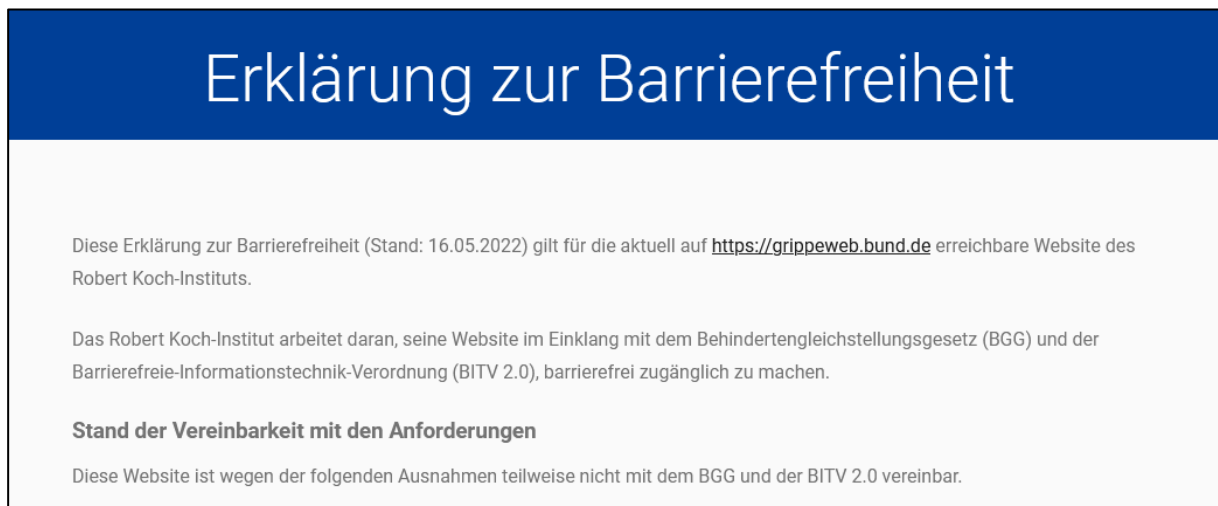 Erklärung zur Barrierefreiheit
Diese Erklärung zur Barrierefreiheit (Stand: 16.05.2022) gilt für die aktuell auf https://grippeweb.bund.de erreichbare Website des
Robert Koch-Instituts.
Das Robert Koch-Institut arbeitet daran, seine Website im Einklang mit dem Behindertengleichstellungsgesetz (BGG) und der
Barrierefreie-Informationstechnik-Verordnung (BITV 2.0), barrierefrei zugänglich zu machen.
Stand der Vereinbarkeit mit den Anforderungen
Diese Website ist wegen der folgenden Ausnahmen teilweise nicht mit dem BGG und der BITV 2.0 vereinbar.